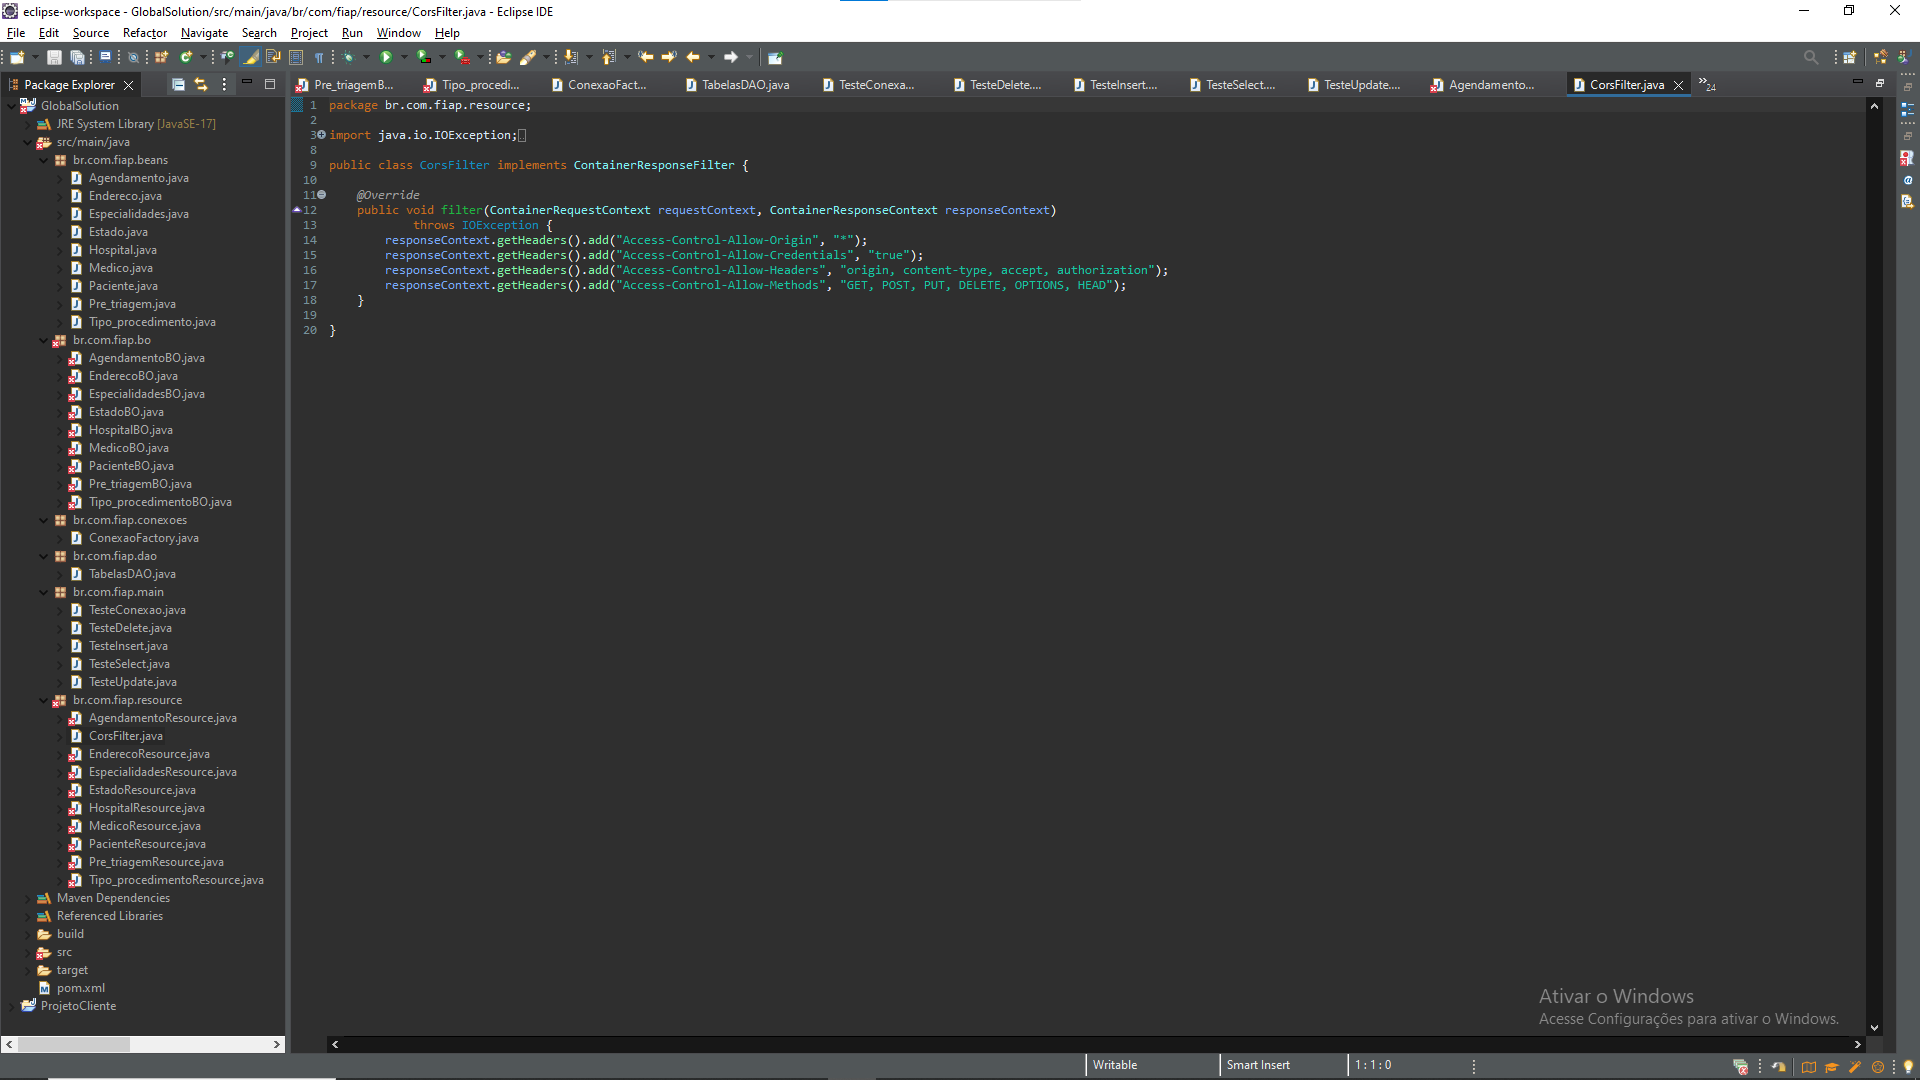 eclipse-workspace - GlobalSolution/src/main/java/br/com/fiap/resource/CorsFilter.java - Eclipse IDE
File Edit Source Refactor Navigate Search Project Run Window Help
Package Explorer
Pre_triagemB... Tipo_procedi... ConexaoFact... TabelasDAO.java TesteConexa... TesteDelete.... TesteInsert.... TesteSelect.... TesteUpdate.... Agendamento... CorsFilter.java »24
GlobalSolution
JRE System Library [JavaSE-17]
src/main/java
br.com.fiap.beans
Agendamento.java
Endereco.java
Especialidades.java
Estado.java
Hospital.java
Medico.java
Paciente.java
Pre_triagem.java
Tipo_procedimento.java
br.com.fiap.bo
AgendamentoBO.java
EnderecoBO.java
EspecialidadesBO.java
EstadoBO.java
HospitalBO.java
MedicoBO.java
PacienteBO.java
Pre_triagemBO.java
Tipo_procedimentoBO.java
br.com.fiap.conexoes
ConexaoFactory.java
br.com.fiap.dao
TabelasDAO.java
br.com.fiap.main
TesteConexao.java
TesteDelete.java
TesteInsert.java
TesteSelect.java
TesteUpdate.java
br.com.fiap.resource
AgendamentoResource.java
CorsFilter.java
EnderecoResource.java
EspecialidadesResource.java
EstadoResource.java
HospitalResource.java
MedicoResource.java
PacienteResource.java
Pre_triagemResource.java
Tipo_procedimentoResource.java
Maven Dependencies
Referenced Libraries
build
src
target
pom.xml
ProjetoCliente
1 package br.com.fiap.resource;
2
3 import java.io.IOException;
8
9 public class CorsFilter implements ContainerResponseFilter {
10
11 @Override
12 public void filter(ContainerRequestContext requestContext, ContainerResponseContext responseContext)
13 throws IOException {
14 responseContext.getHeaders().add("Access-Control-Allow-Origin", "*");
15 responseContext.getHeaders().add("Access-Control-Allow-Credentials", "true");
16 responseContext.getHeaders().add("Access-Control-Allow-Headers", "origin, content-type, accept, authorization");
17 responseContext.getHeaders().add("Access-Control-Allow-Methods", "GET, POST, PUT, DELETE, OPTIONS, HEAD");
18 }
19
20 }
Ativar o Windows
Acesse Configurações para ativar o Windows.
Writable Smart Insert 1 : 1 : 0